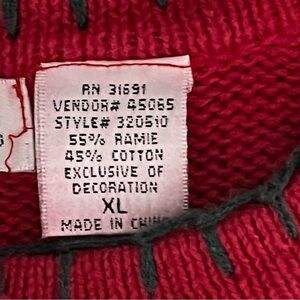 RN 31691
VENDOR# 45065
STYLE# 320510
55% RAMIE
45% COTTON
EXCLUSIVE OF
DECORATION
XL
MADE IN CHINA